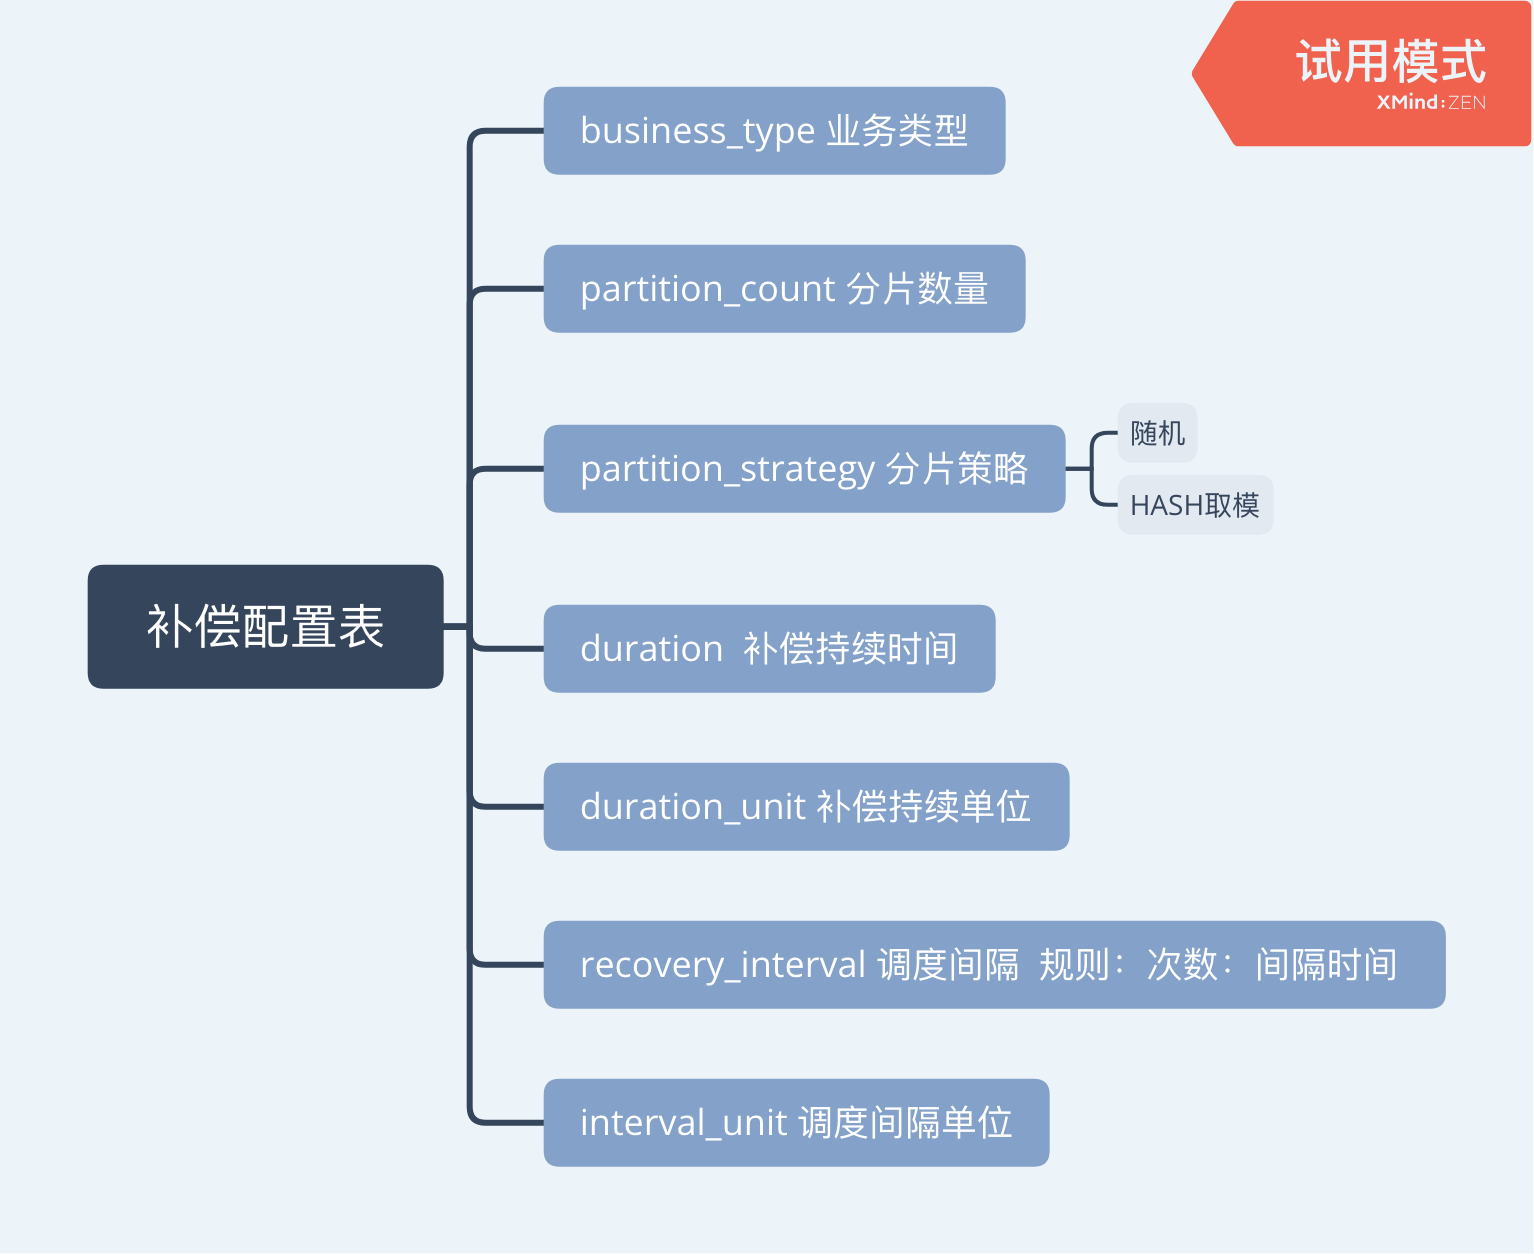 试用模式
XMind:ZEN
business_type 业务类型
partition_count 分片数量
partition_strategy 分片策略
随机
HASH取模
补偿配置表
duration  补偿持续时间
duration_unit 补偿持续单位
recovery_interval 调度间隔  规则：次数：间隔时间
interval_unit 调度间隔单位